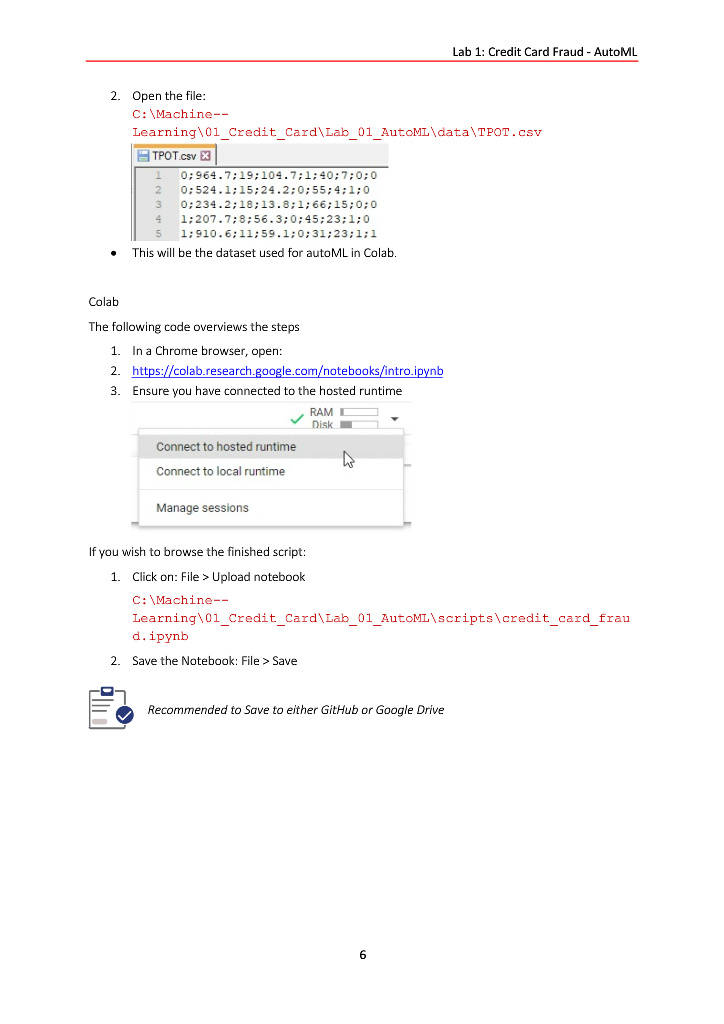 Lab 1: Credit Card Fraud - AutoML
2. Open the file:
C:\Machine--
Learning\01_Credit_Card\Lab_01_AutoML\data\TPOT.csv
TPOT.csv
1 0;964.7;19;104.7;1;40;7;0;0
2 0;524.1;15;24.2;0;55;4;1;0
3 0;234.2;18;13.8;1;66;15;0;0
4 1;207.7;8;56.3;0;45;23;1;0
5 1;910.6;11;59.1;0;31;23;1;1
• This will be the dataset used for autoML in Colab.
Colab
The following code overviews the steps
1. In a Chrome browser, open:
2. https://colab.research.google.com/notebooks/intro.ipynb
3. Ensure you have connected to the hosted runtime
RAM
Disk
Connect to hosted runtime
Connect to local runtime
Manage sessions
If you wish to browse the finished script:
1. Click on: File > Upload notebook
C:\Machine--
Learning\01_Credit_Card\Lab_01_AutoML\scripts\credit_card_frau
d.ipynb
2. Save the Notebook: File > Save
Recommended to Save to either GitHub or Google Drive
6